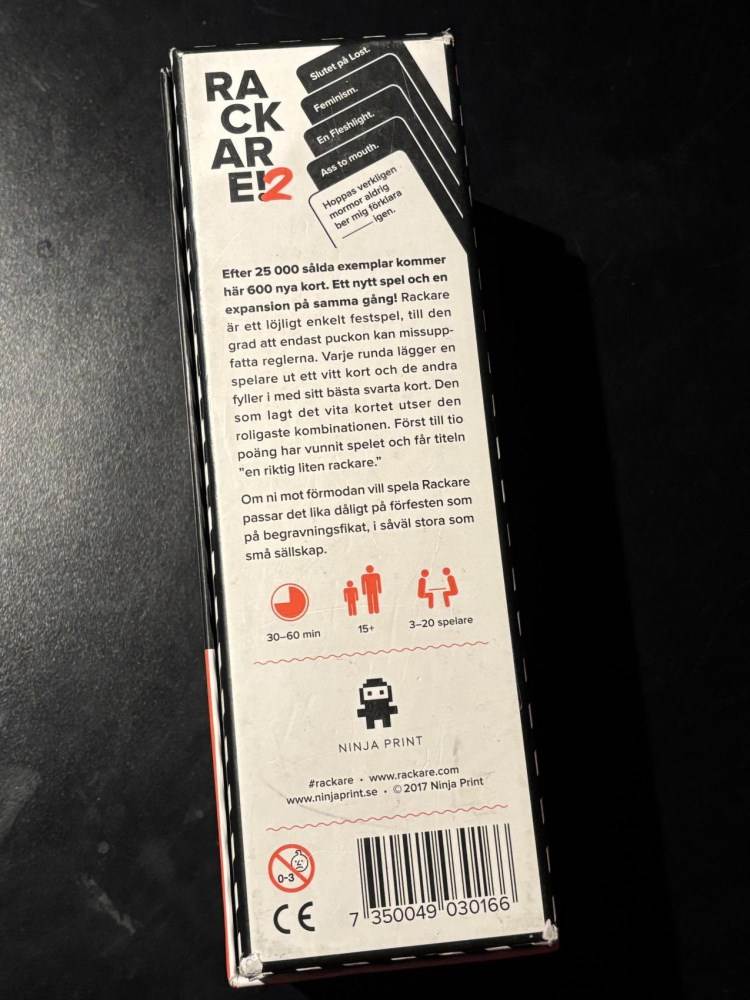 RA
CK
AR
E!2
Slutet på Lost.
Feminism.
En Fleshlight.
Ass to mouth.
Hoppas verkligen
mormor aldrig
ber mig förklara
______ igen.
Efter 25 000 sålda exemplar kommer
här 600 nya kort. Ett nytt spel och en
expansion på samma gång! Rackare
är ett löjligt enkelt festspel, till den
grad att endast puckon kan missupp-
fatta reglerna. Varje runda lägger en
spelare ut ett vitt kort och de andra
fyller i med sitt bästa svarta kort. Den
som lagt det vita kortet utser den
roligaste kombinationen. Först till tio
poäng har vunnit spelet och får titeln
"en riktig liten rackare."
Om ni mot förmodan vill spela Rackare
passar det lika dåligt på förfesten som
på begravningsfikat, i såväl stora som
små sällskap.
30–60 min
15+
3–20 spelare
NINJA PRINT
#rackare • www.rackare.com
www.ninjaprint.se • © 2017 Ninja Print
0-3
CE
7 350049 030166